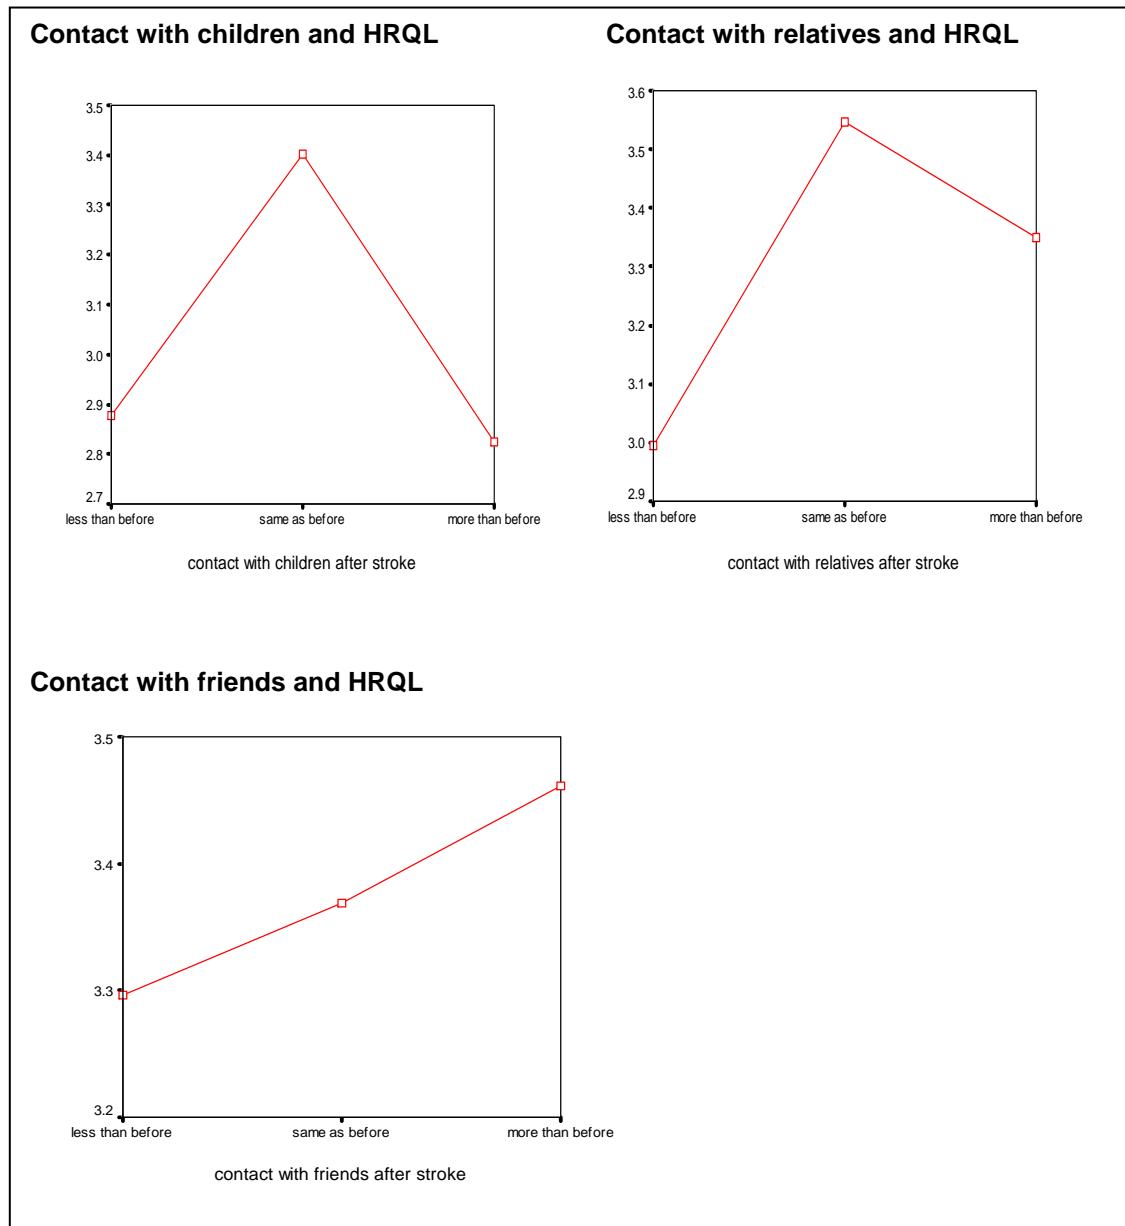 Contact with children and HRQL
3.5
3.4
3.3
3.2
3.1
3.0
2.9
2.8
2.7
less than before same as before more than before
contact with children after stroke
Contact with relatives and HRQL
3.6
3.5
3.4
3.3
3.2
3.1
3.0
2.9
less than before same as before more than before
contact with relatives after stroke
Contact with friends and HRQL
3.5
3.4
3.3
3.2
less than before same as before more than before
contact with friends after stroke